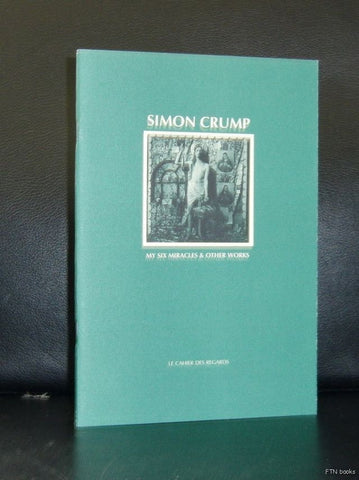 SIMON CRUMP
MY SIX MIRACLES & OTHER WORKS
LE CAHIER DES REGARDS
FTN books